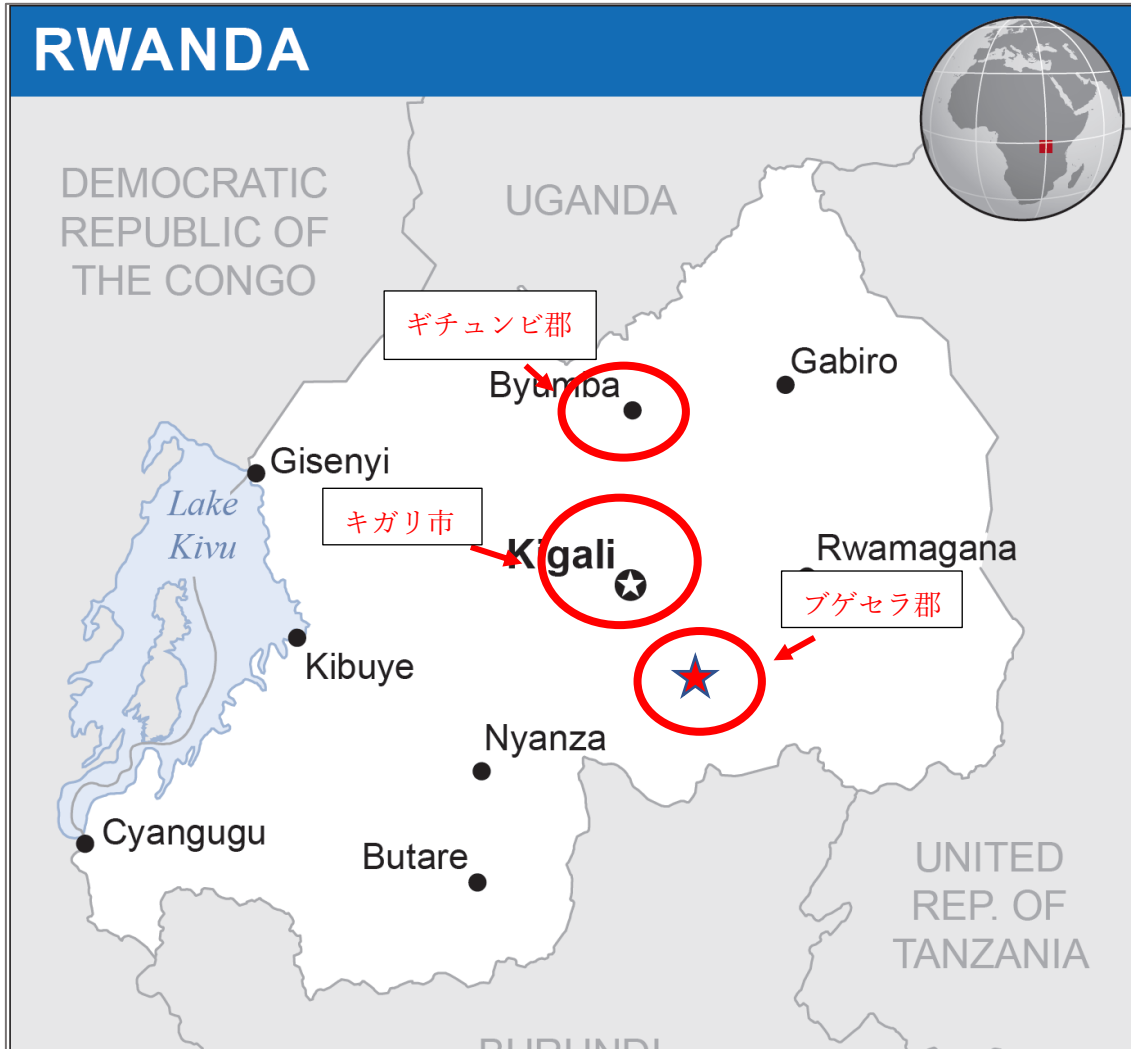 RWANDA
DEMOCRATIC
REPUBLIC OF
THE CONGO
UGANDA
ギチュンビ郡
Byumba
Gabiro
Gisenyi
Lake
Kivu
キガリ市
Kigali
Rwamagana
ブゲセラ郡
Kibuye
Nyanza
Cyangugu
Butare
UNITED
REP. OF
TANZANIA
BURUNDI